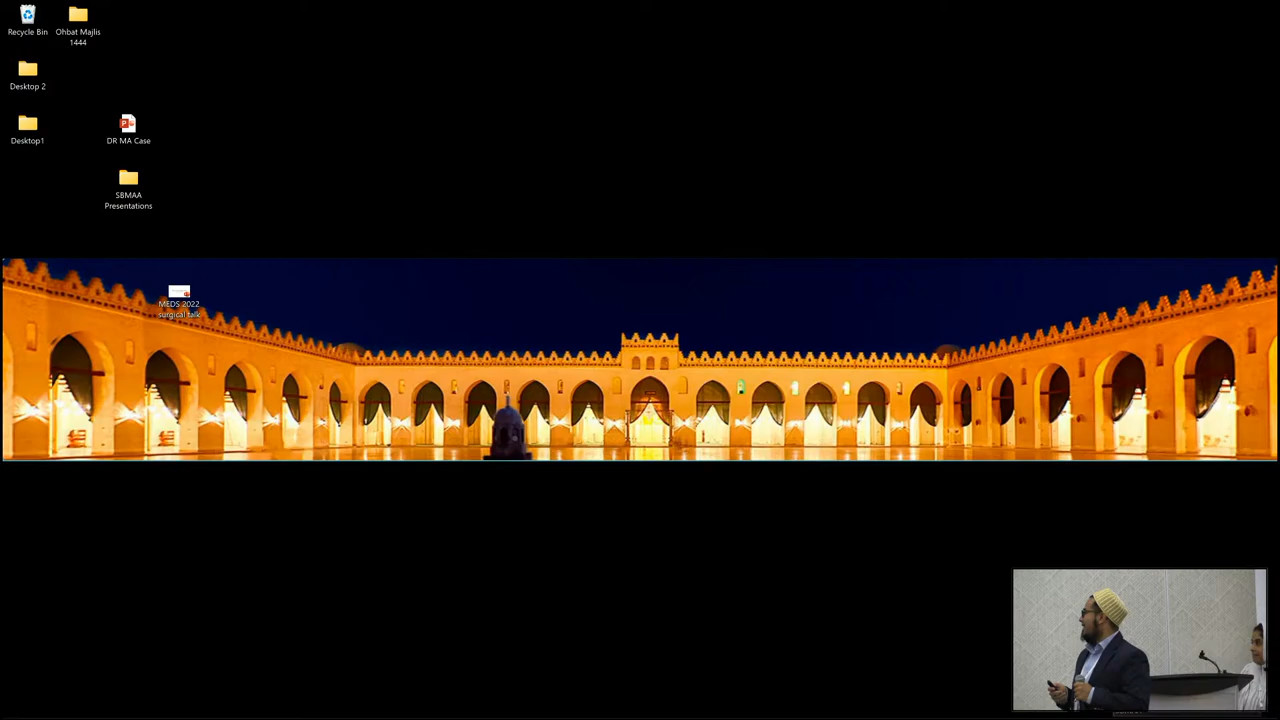 Recycle Bin
Ohbat Majlis
1444
Desktop 2
Desktop1
DR MA Case
SBMAA
Presentations
MEDS 2022
surgical talk